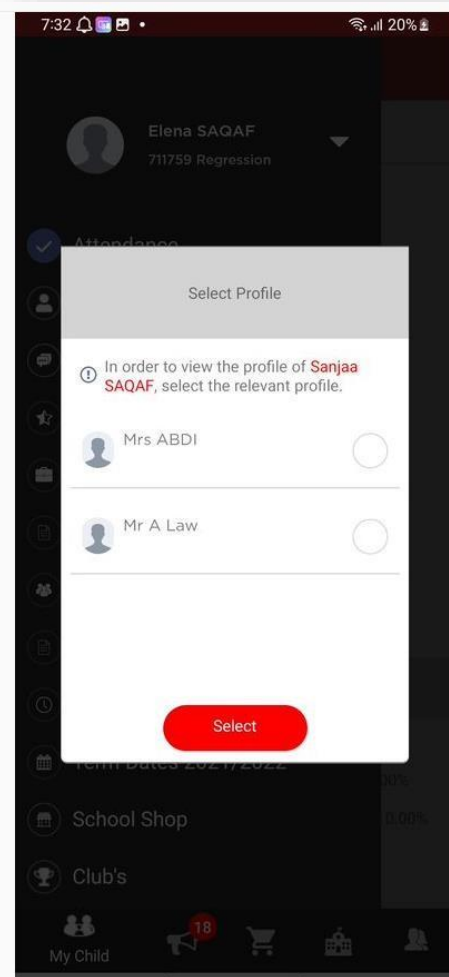 7:32
20%
Elena SAQAF
711759 Regression
Attendance
Select Profile
In order to view the profile of Sanjaa
SAQAF, select the relevant profile.
Mrs ABDI
Mr A Law
Select
Term Dates 2021/2022
School Shop
0.00%
Club's
18
My Child